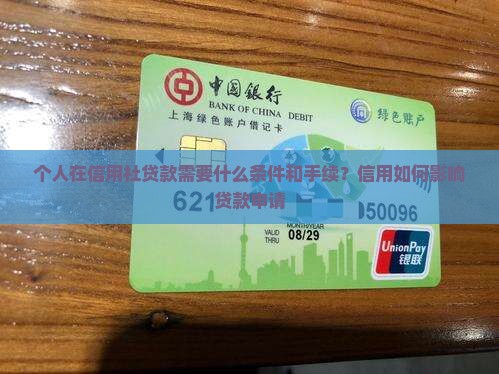 中国银行
BANK OF CHINA DEBIT
上海绿色账户借记卡
绿色账户
个人在信用社贷款需要什么条件和手续？信用如何影响
贷款申请
621
050096
MONTH/YEAR
VALID
THRU
08/29
UnionPay
银联